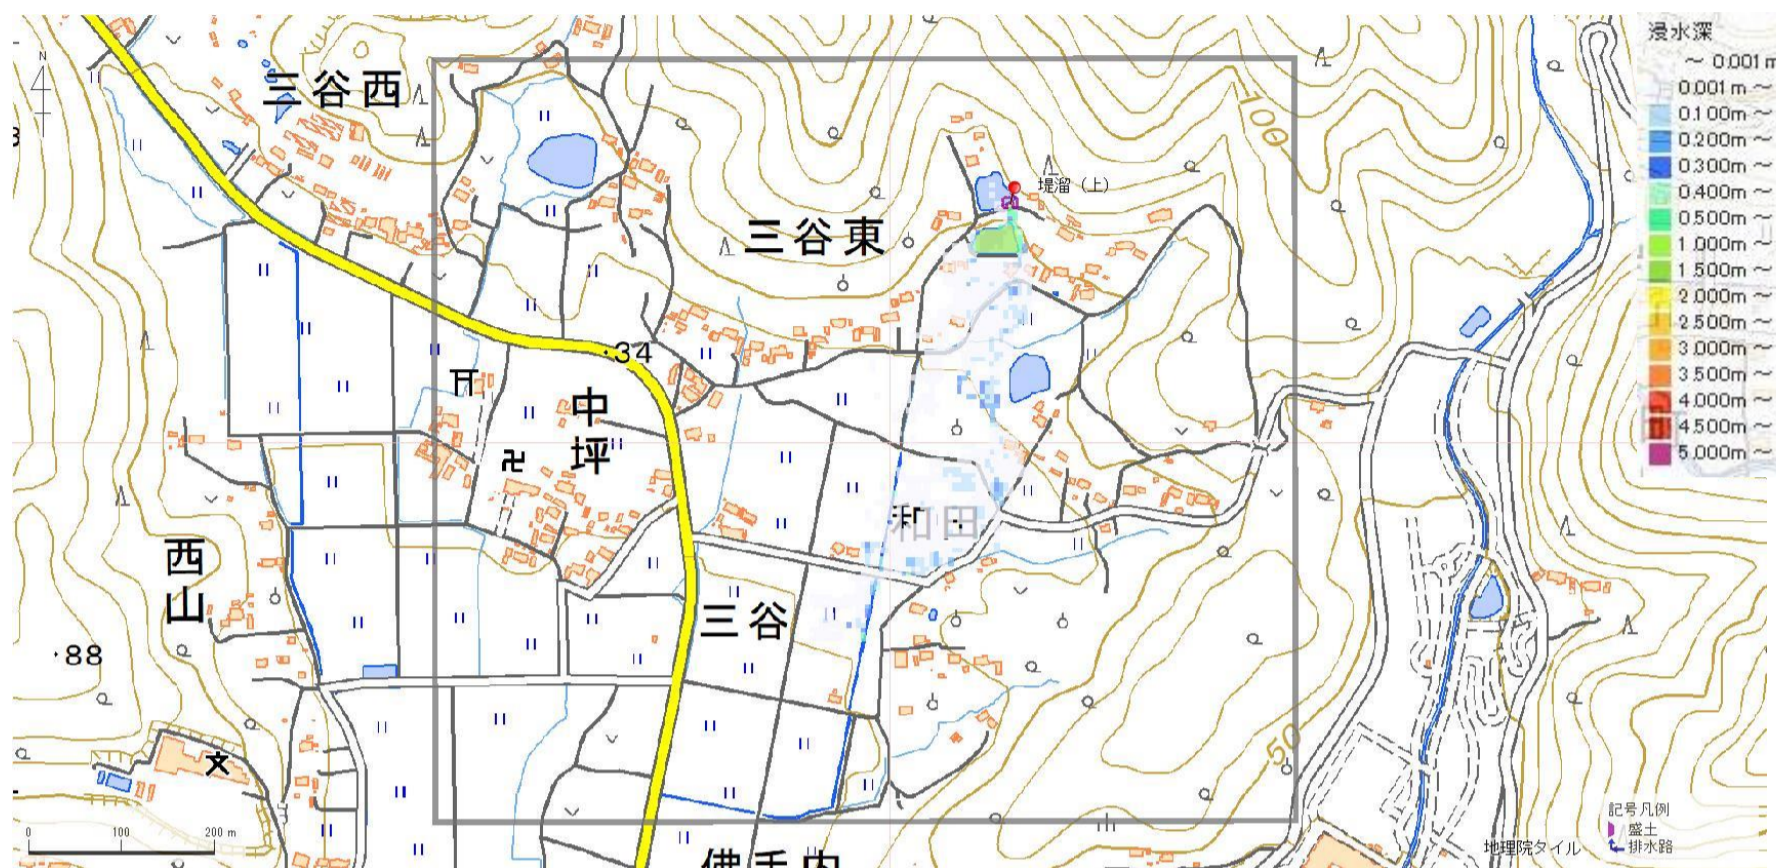 三谷西
N
100
堤溜（上）
三谷東
34
中坪
和田
西山
三谷
88
50
0 100 200 m
佛手内
浸水深
～ 0.001 m
0.001 m ～
0.100m ～
0.200m ～
0.300m ～
0.400m ～
0.500m ～
1.000m ～
1.500m ～
2.000m ～
2.500m ～
3.000m ～
3.500m ～
4.000m ～
4.500m ～
5.000m ～
記号凡例
盛土
排水路
地理院タイル